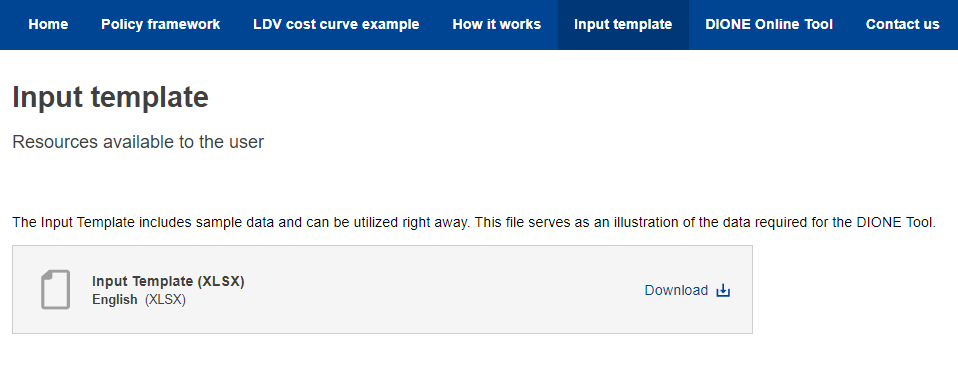 Home Policy framework LDV cost curve example How it works Input template DIONE Online Tool Contact us
Input template
Resources available to the user
The Input Template includes sample data and can be utilized right away. This file serves as an illustration of the data required for the DIONE Tool.
Input Template (XLSX)
English (XLSX)
Download